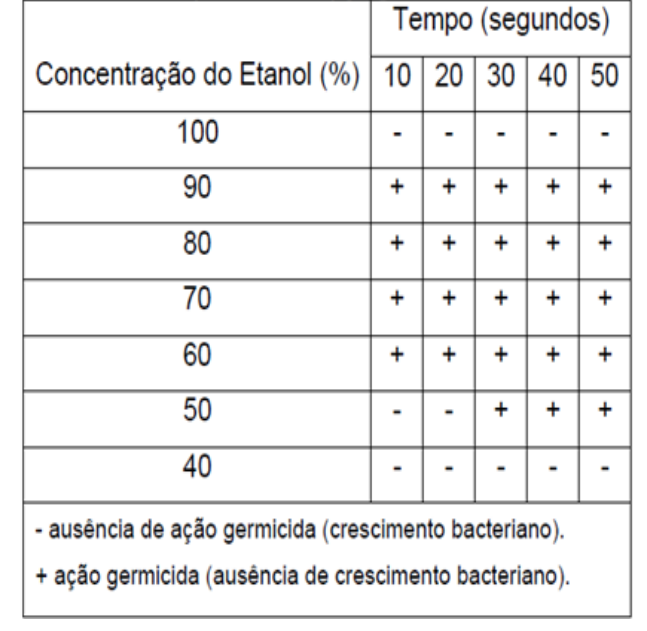 Tempo (segundos)
Concentração do Etanol (%) 10 20 30 40 50
100 - - - - -
90 + + + + +
80 + + + + +
70 + + + + +
60 + + + + +
50 - - + + +
40 - - - - -
- ausência de ação germicida (crescimento bacteriano).
+ ação germicida (ausência de crescimento bacteriano).